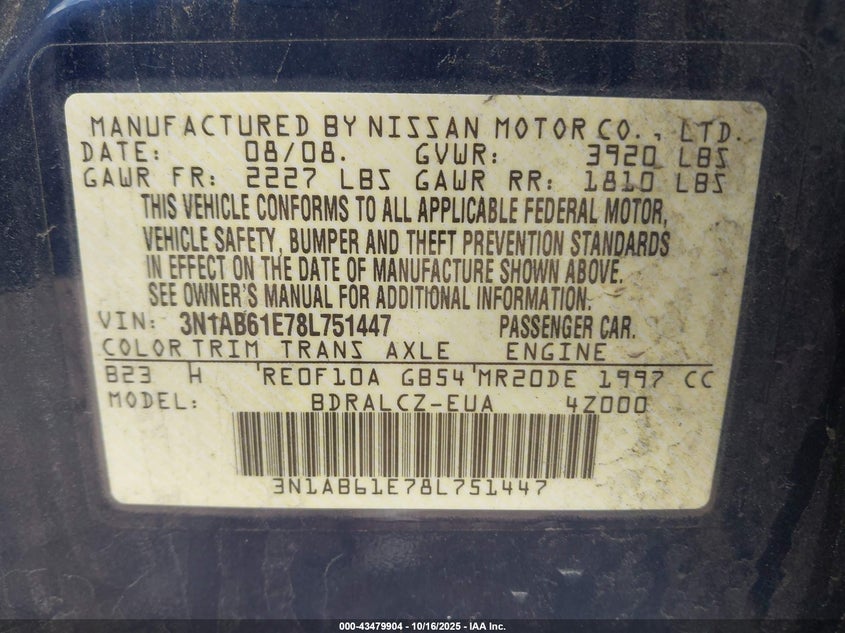 MANUFACTURED BY NISSAN MOTOR CO., LTD.
DATE: 08/08. GVWR: 3920 LBS
GAWR FR: 2227 LBS GAWR RR: 1810 LBS
THIS VEHICLE CONFORMS TO ALL APPLICABLE FEDERAL MOTOR,
VEHICLE SAFETY, BUMPER AND THEFT PREVENTION STANDARDS
IN EFFECT ON THE DATE OF MANUFACTURE SHOWN ABOVE.
SEE OWNER'S MANUAL FOR ADDITIONAL INFORMATION.
VIN: 3N1AB61E78L751447 PASSENGER CAR.
COLOR TRIM TRANS AXLE ENGINE
B23 H RE0F10A GB54 MR20DE 1997 CC
MODEL: BDRALCZ-EUA 4Z000
3N1AB61E78L751447
000-43479904 - 10/16/2025 - IAA Inc.